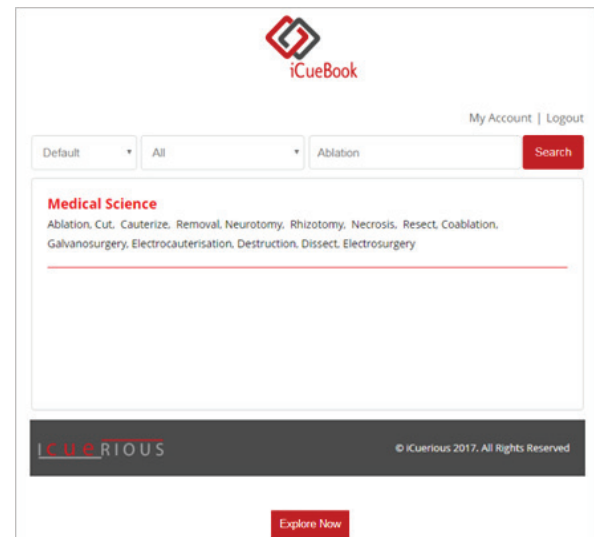 iCueBook
My Account | Logout
Default All Ablation Search
Medical Science
Ablation, Cut, Cauterize, Removal, Neurotomy, Rhizotomy, Necrosis, Resect, Coablation,
Galvanosurgery, Electrocauterisation, Destruction, Dissect, Electrosurgery
ICUERIOUS © iCuerious 2017. All Rights Reserved
Explore Now